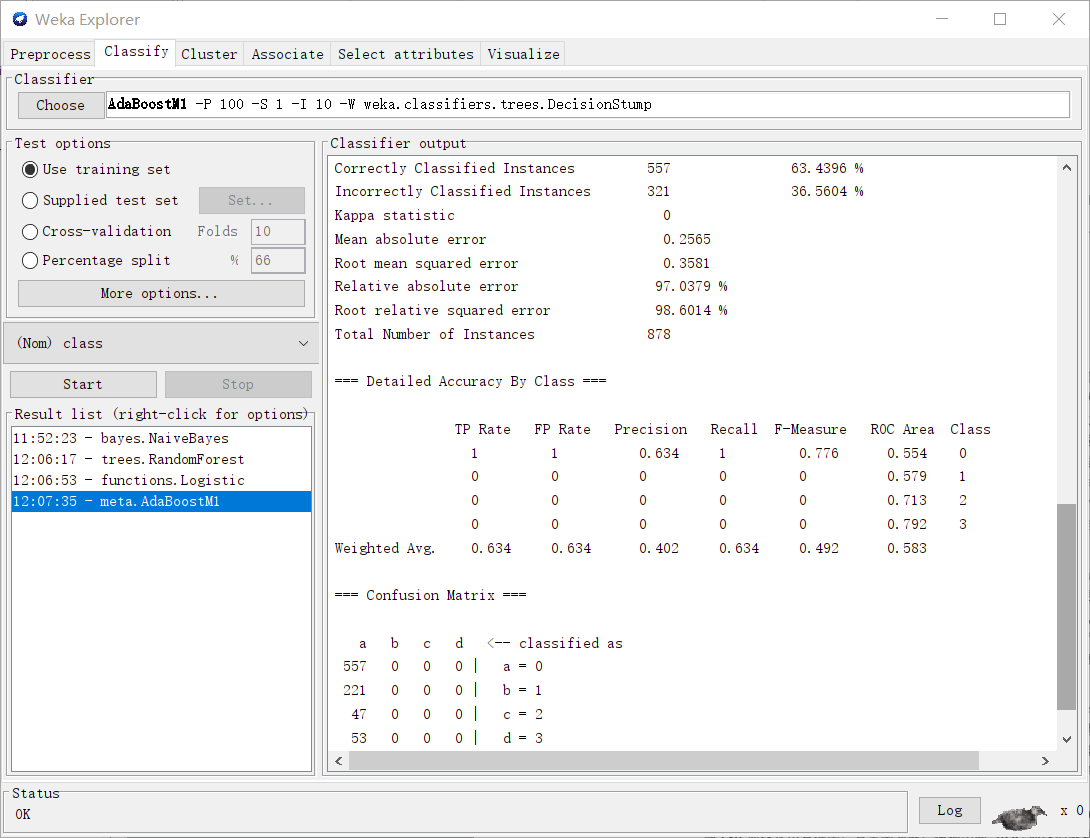 Weka Explorer
Preprocess Classify Cluster Associate Select attributes Visualize
Classifier
Choose AdaBoostM1 -P 100 -S 1 -I 10 -W weka.classifiers.trees.DecisionStump
Test options
Use training set
Supplied test set Set...
Cross-validation Folds 10
Percentage split % 66
More options...
(Nom) class
Start Stop
Result list (right-click for options)
11:52:23 - bayes.NaiveBayes
12:06:17 - trees.RandomForest
12:06:53 - functions.Logistic
12:07:35 - meta.AdaBoostM1
Classifier output
Correctly Classified Instances 557 63.4396 %
Incorrectly Classified Instances 321 36.5604 %
Kappa statistic 0
Mean absolute error 0.2565
Root mean squared error 0.3581
Relative absolute error 97.0379 %
Root relative squared error 98.6014 %
Total Number of Instances 878
=== Detailed Accuracy By Class ===
TP Rate FP Rate Precision Recall F-Measure ROC Area Class
1 1 0.634 1 0.776 0.554 0
0 0 0 0 0 0.579 1
0 0 0 0 0 0.713 2
0 0 0 0 0 0.792 3
Weighted Avg. 0.634 0.634 0.402 0.634 0.492 0.583
=== Confusion Matrix ===
a b c d <-- classified as
557 0 0 0 | a = 0
221 0 0 0 | b = 1
47 0 0 0 | c = 2
53 0 0 0 | d = 3
Status
OK
Log x 0